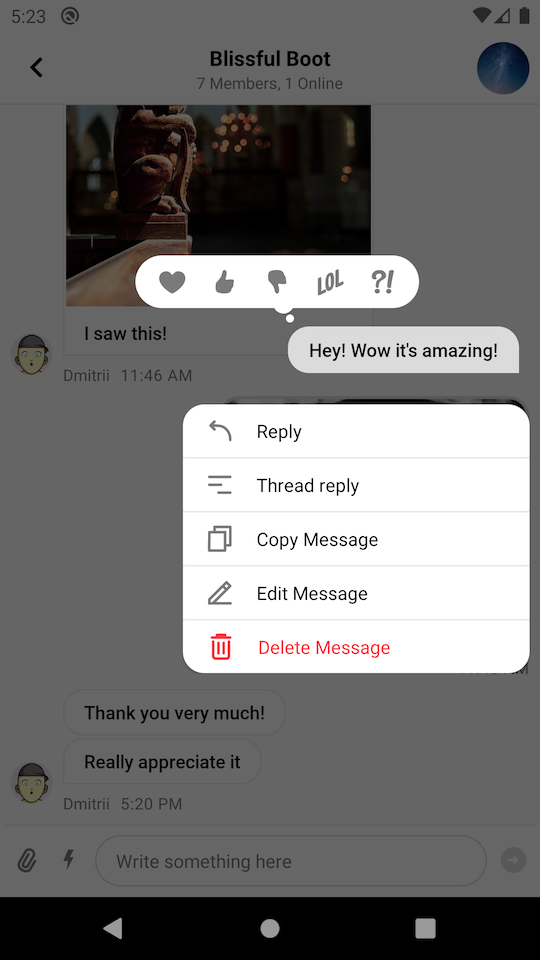 5:23
Blissful Boot
7 Members, 1 Online
LOL
?!
I saw this!
Hey! Wow it's amazing!
Dmitrii 11:46 AM
Reply
Thread reply
Copy Message
Edit Message
Delete Message
Thank you very much!
Really appreciate it
Dmitrii 5:20 PM
Write something here